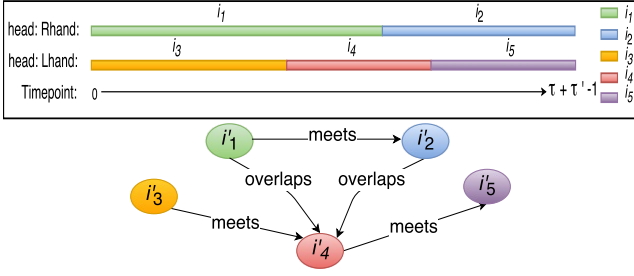 i1 i2
head: Rhand:
i3 i4 i5
head: Lhand:
Timepoint: 0 τ + τ'-1
i1
i2
i3
i4
i5
i'1 meets i'2
overlaps overlaps
i'3 i'5
meets meets
i'4